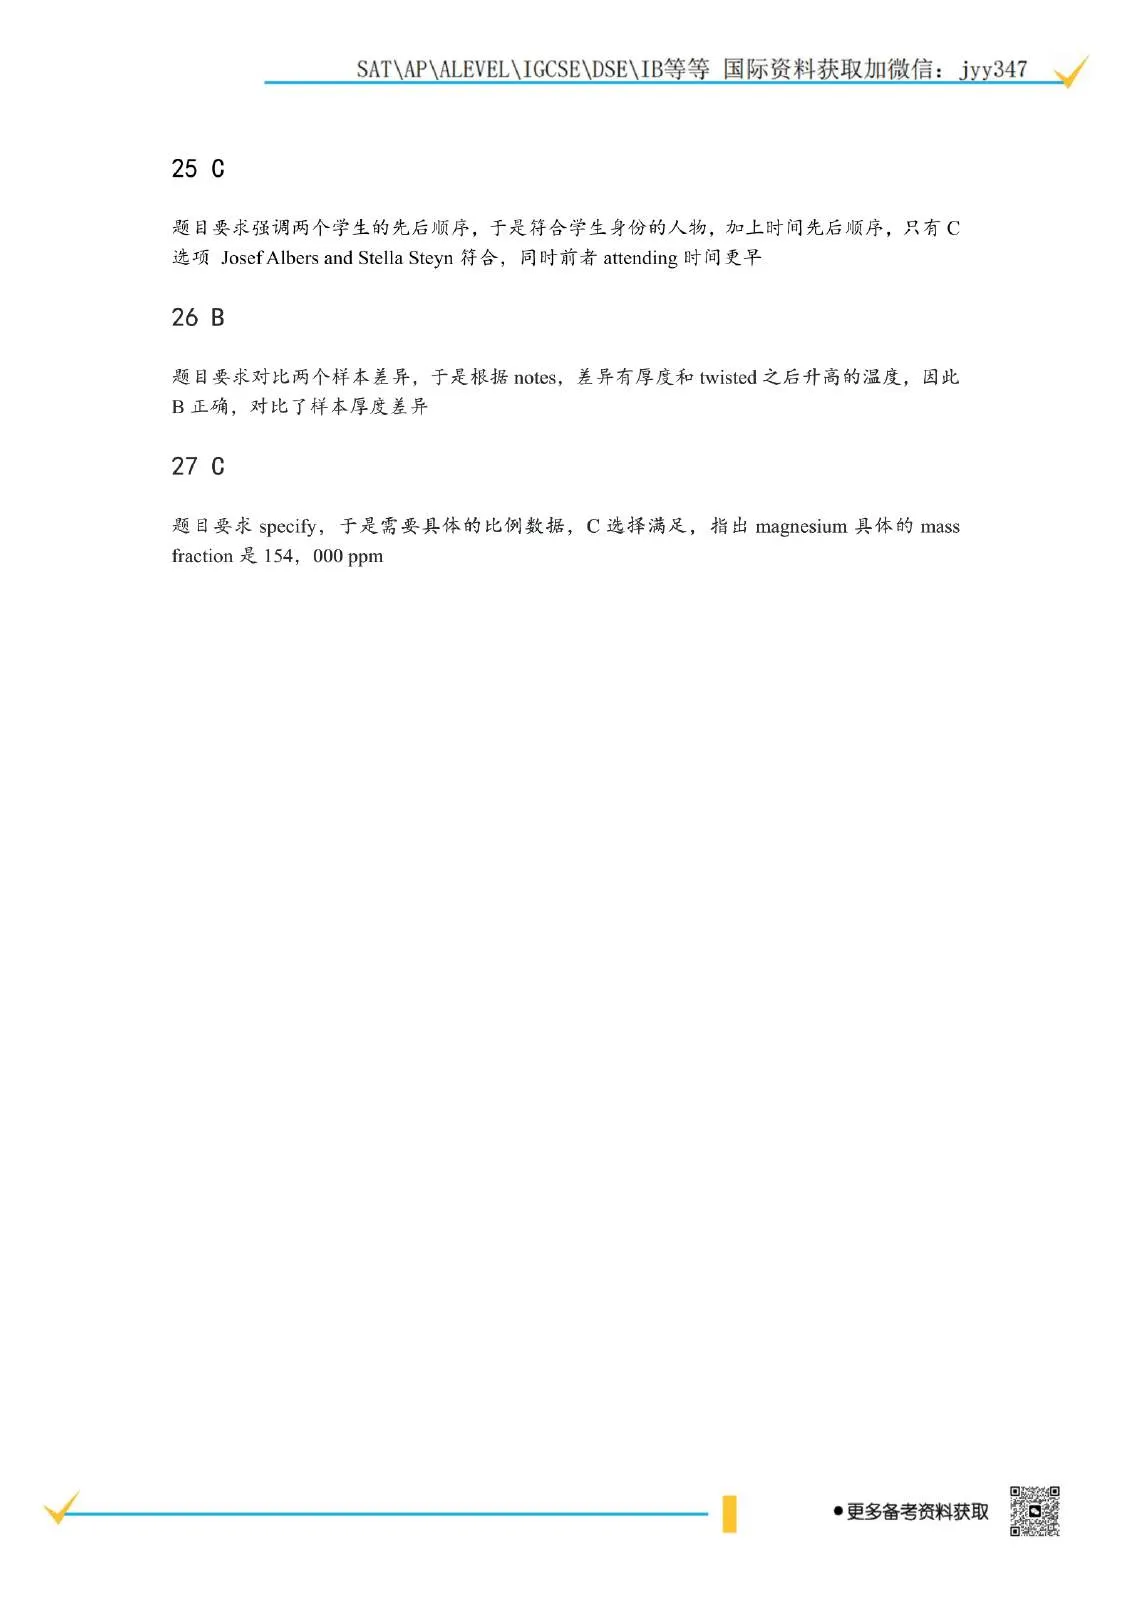 SAT\AP\ALEVEL\IGCSE\DSE\IB等等 国际资料获取加微信：jyy347
25 C
题目要求强调两个学生的先后顺序，于是符合学生身份的人物，加上时间先后顺序，只有 C
选项 Josef Albers and Stella Steyn 符合，同时前者 attending 时间更早
26 B
题目要求对比两个样本差异，于是根据 notes，差异有厚度和 twisted 之后升高的温度，因此
B 正确，对比了样本厚度差异
27 C
题目要求 specify，于是需要具体的比例数据，C 选择满足，指出 magnesium 具体的 mass
fraction 是 154，000 ppm
●更多备考资料获取